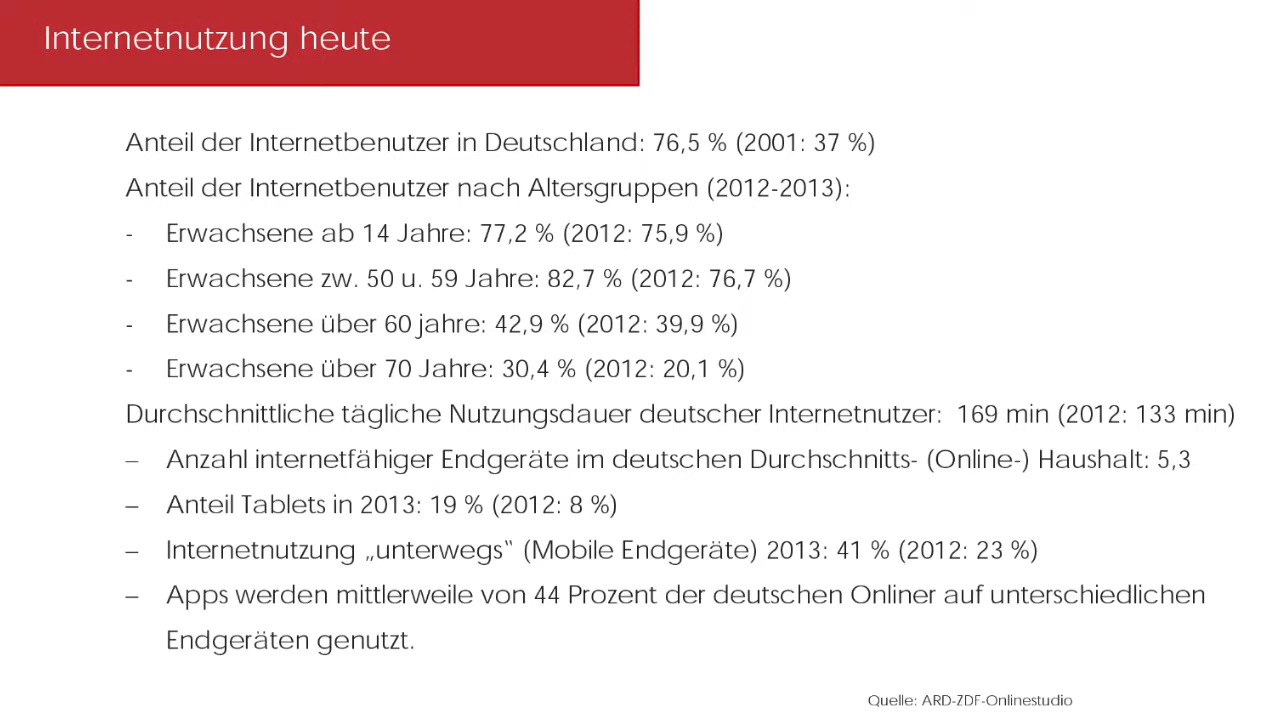 Internetnutzung heute
Anteil der Internetbenutzer in Deutschland: 76,5 % (2001: 37 %)
Anteil der Internetbenutzer nach Altersgruppen (2012-2013):
- Erwachsene ab 14 Jahre: 77,2 % (2012: 75,9 %)
- Erwachsene zw. 50 u. 59 Jahre: 82,7 % (2012: 76,7 %)
- Erwachsene über 60 jahre: 42,9 % (2012: 39,9 %)
- Erwachsene über 70 Jahre: 30,4 % (2012: 20,1 %)
Durchschnittliche tägliche Nutzungsdauer deutscher Internetnutzer: 169 min (2012: 133 min)
– Anzahl internetfähiger Endgeräte im deutschen Durchschnitts- (Online-) Haushalt: 5,3
– Anteil Tablets in 2013: 19 % (2012: 8 %)
– Internetnutzung „unterwegs“ (Mobile Endgeräte) 2013: 41 % (2012: 23 %)
– Apps werden mittlerweile von 44 Prozent der deutschen Onliner auf unterschiedlichen
Endgeräten genutzt.
Quelle: ARD-ZDF-Onlinestudio